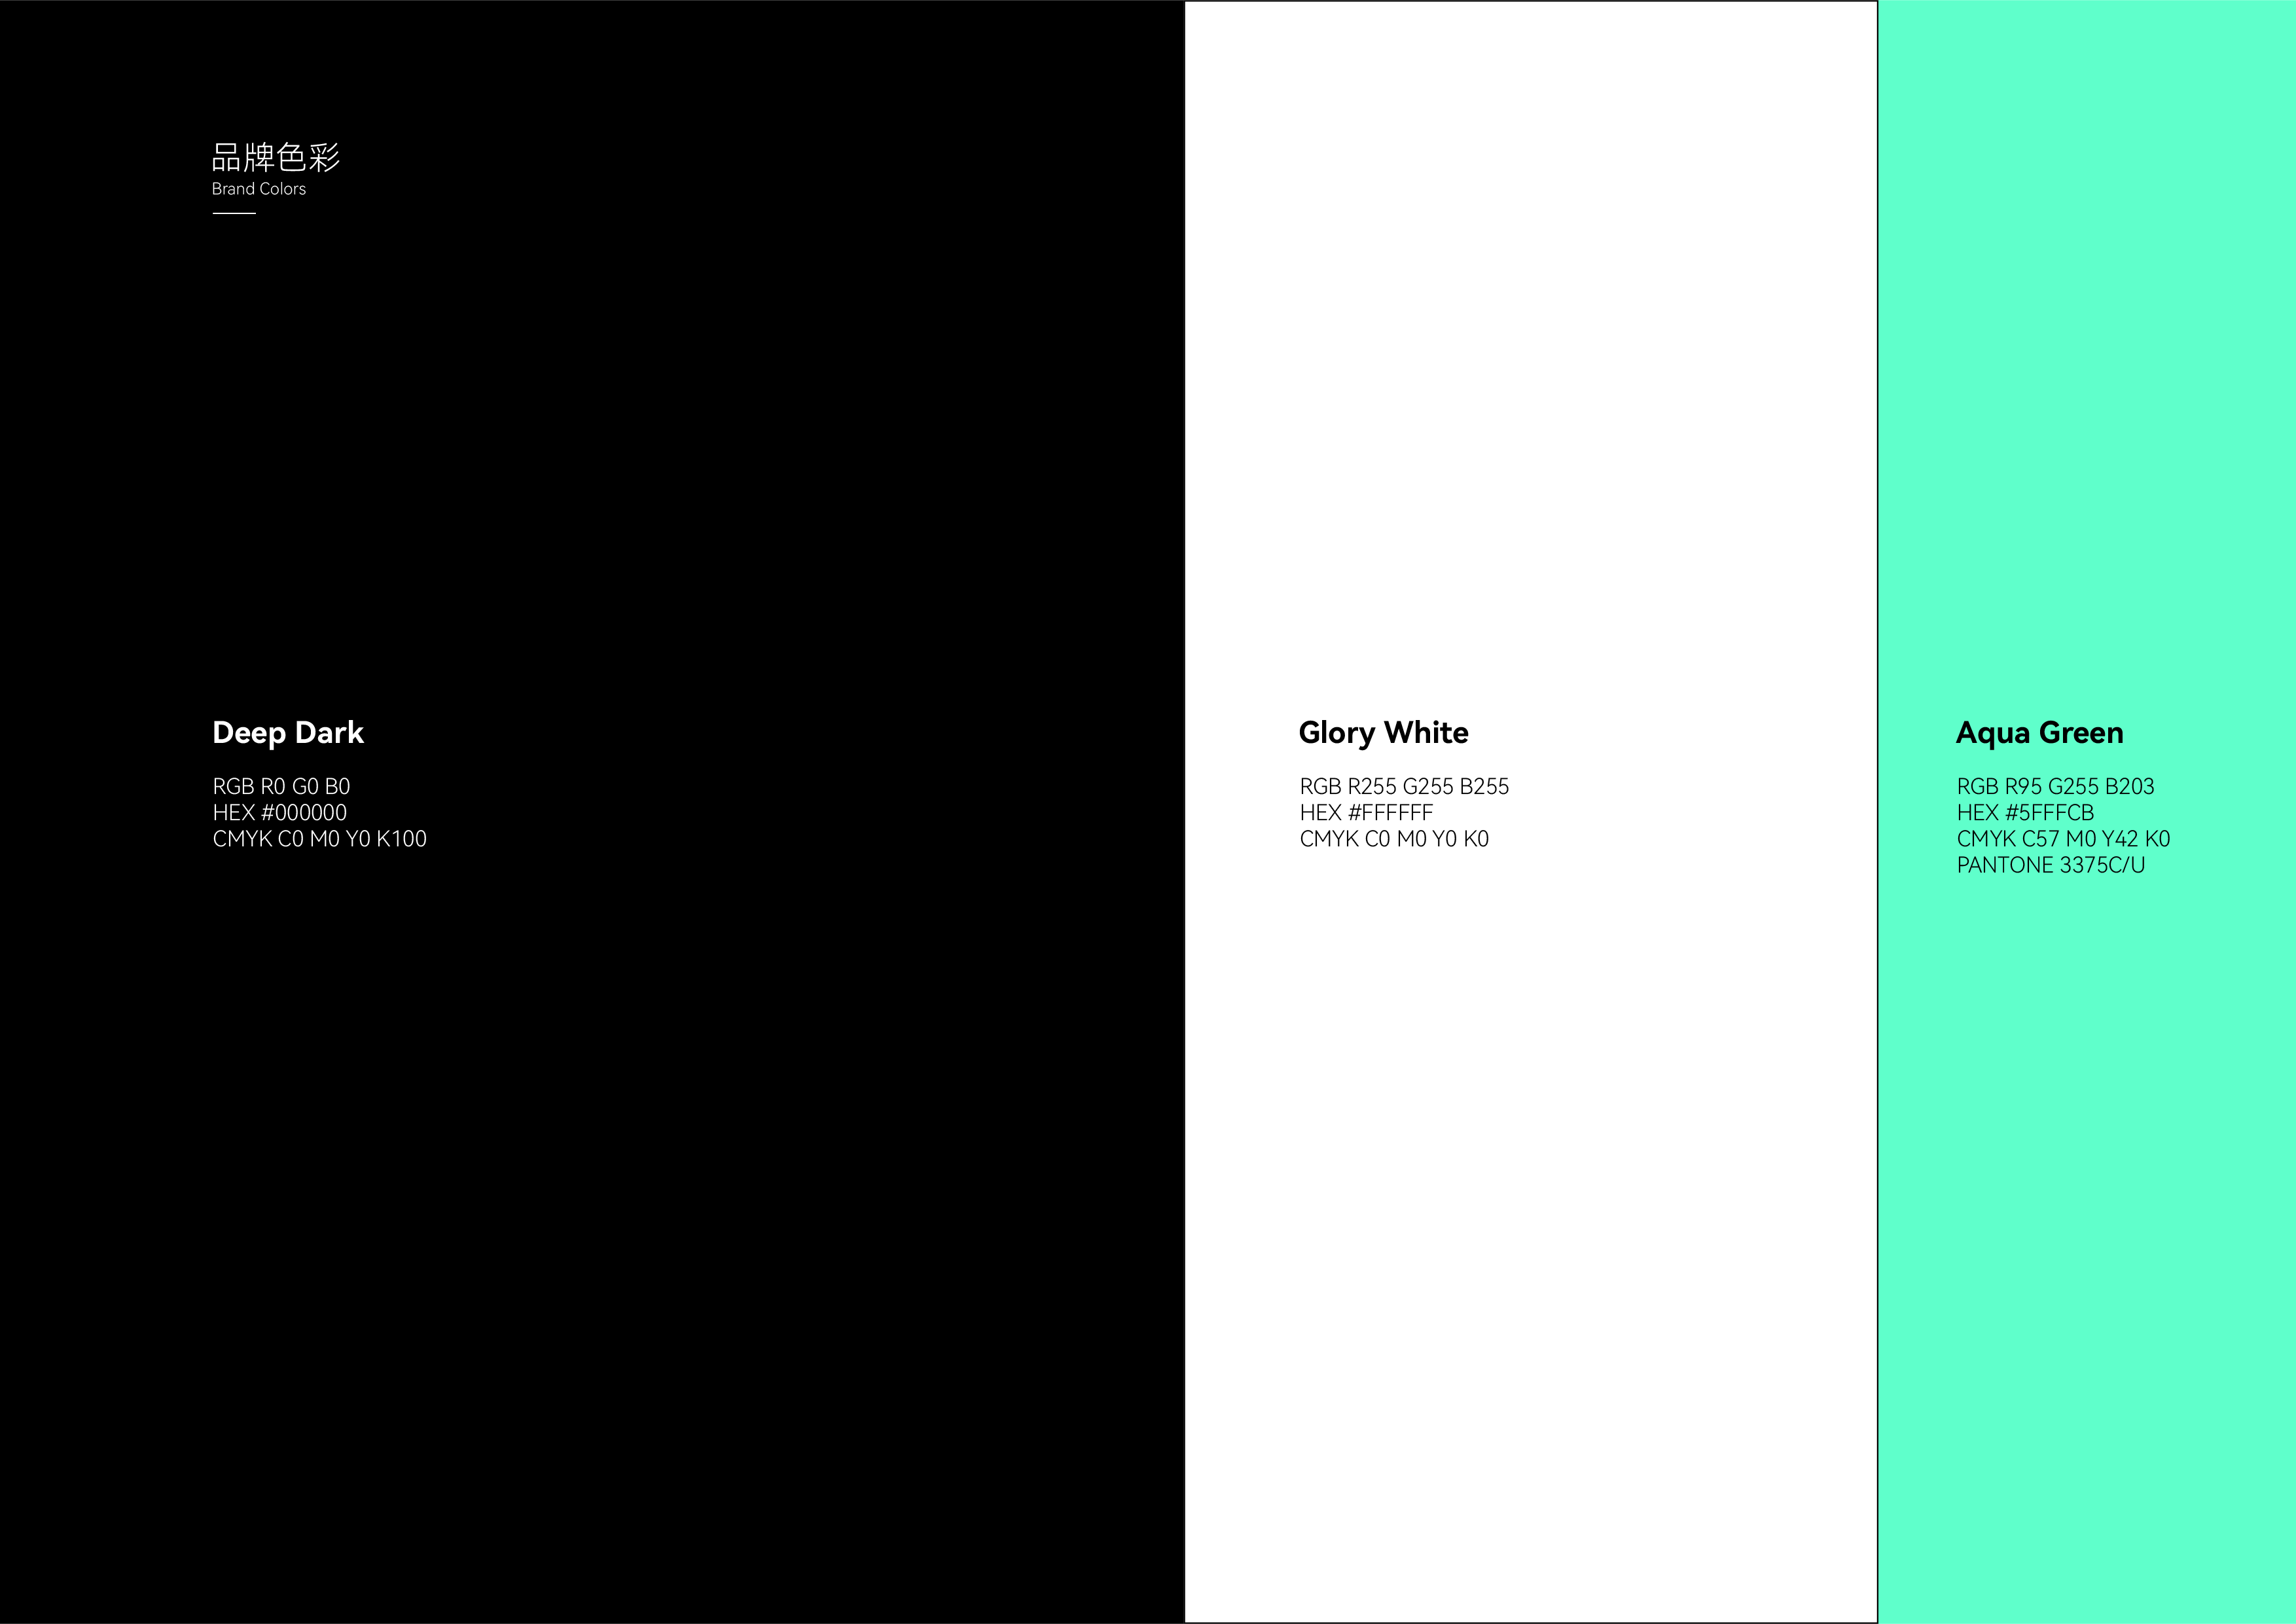 品牌色彩
Brand Colors
Deep Dark
RGB R0 G0 B0
HEX #000000
CMYK C0 M0 Y0 K100
Glory White
RGB R255 G255 B255
HEX #FFFFFF
CMYK C0 M0 Y0 K0
Aqua Green
RGB R95 G255 B203
HEX #5FFFCB
CMYK C57 M0 Y42 K0
PANTONE 3375C/U